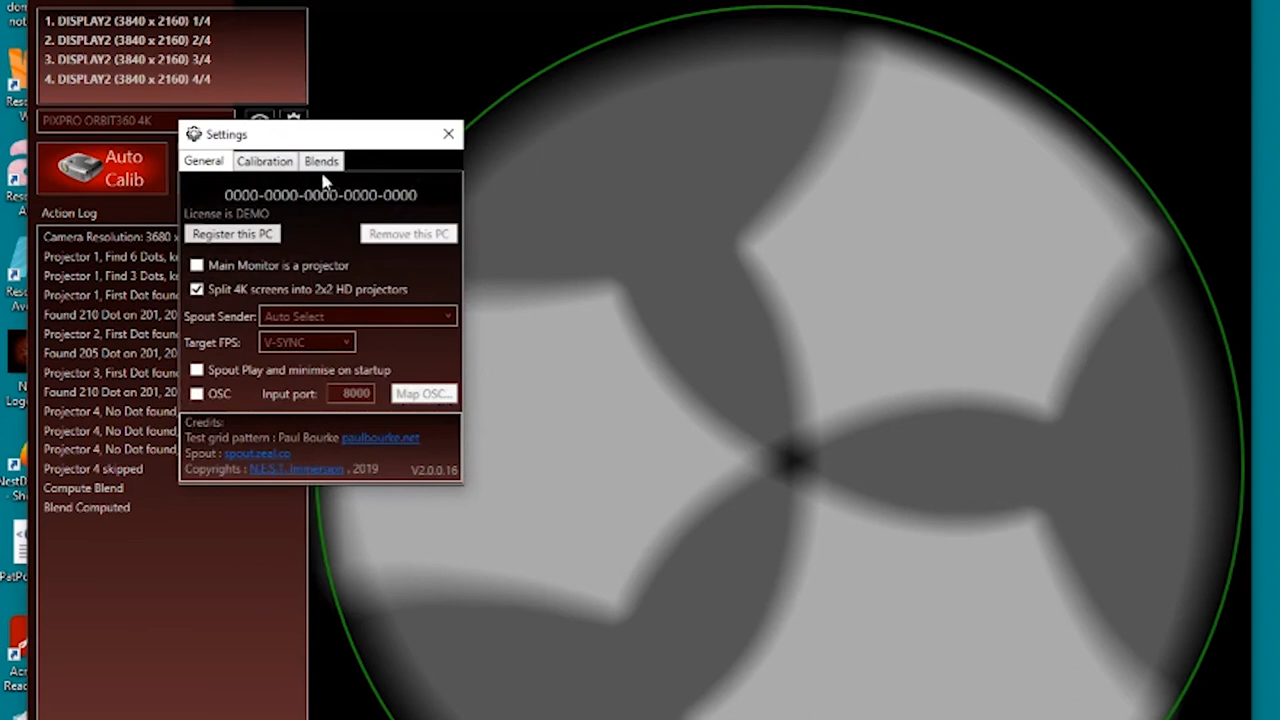 dom
not
1. DISPLAY2 (3840 x 2160) 1/4
2. DISPLAY2 (3840 x 2160) 2/4
3. DISPLAY2 (3840 x 2160) 3/4
4. DISPLAY2 (3840 x 2160) 4/4
PIXPRO ORBIT360 4K
Auto
Calib
Action Log
Camera Resolution: 3680 x
Projector 1, Find 6 Dots, ke
Projector 1, Find 3 Dots, ke
Projector 1, First Dot found
Found 210 Dot on 201, 20
Projector 2, First Dot found
Found 205 Dot on 201, 20
Projector 3, First Dot found
Found 210 Dot on 201, 20
Projector 4, No Dot found,
Projector 4, No Dot found,
Projector 4, No Dot found,
Projector 4 skipped
Compute Blend
Blend Computed
Settings
General Calibration Blends
0000-0000-0000-0000-0000
License is DEMO
Register this PC Remove this PC
Main Monitor is a projector
Split 4K screens into 2x2 HD projectors
Spout Sender: Auto Select
Target FPS: V-SYNC
Spout Play and minimise on startup
OSC Input port: 8000 Map OSC...
Credits:
Test grid pattern : Paul Bourke paulbourke.net
Spout : spout.zeal.co
Copyrights : N.E.S.T. Immersion , 2019 V2.0.0.16